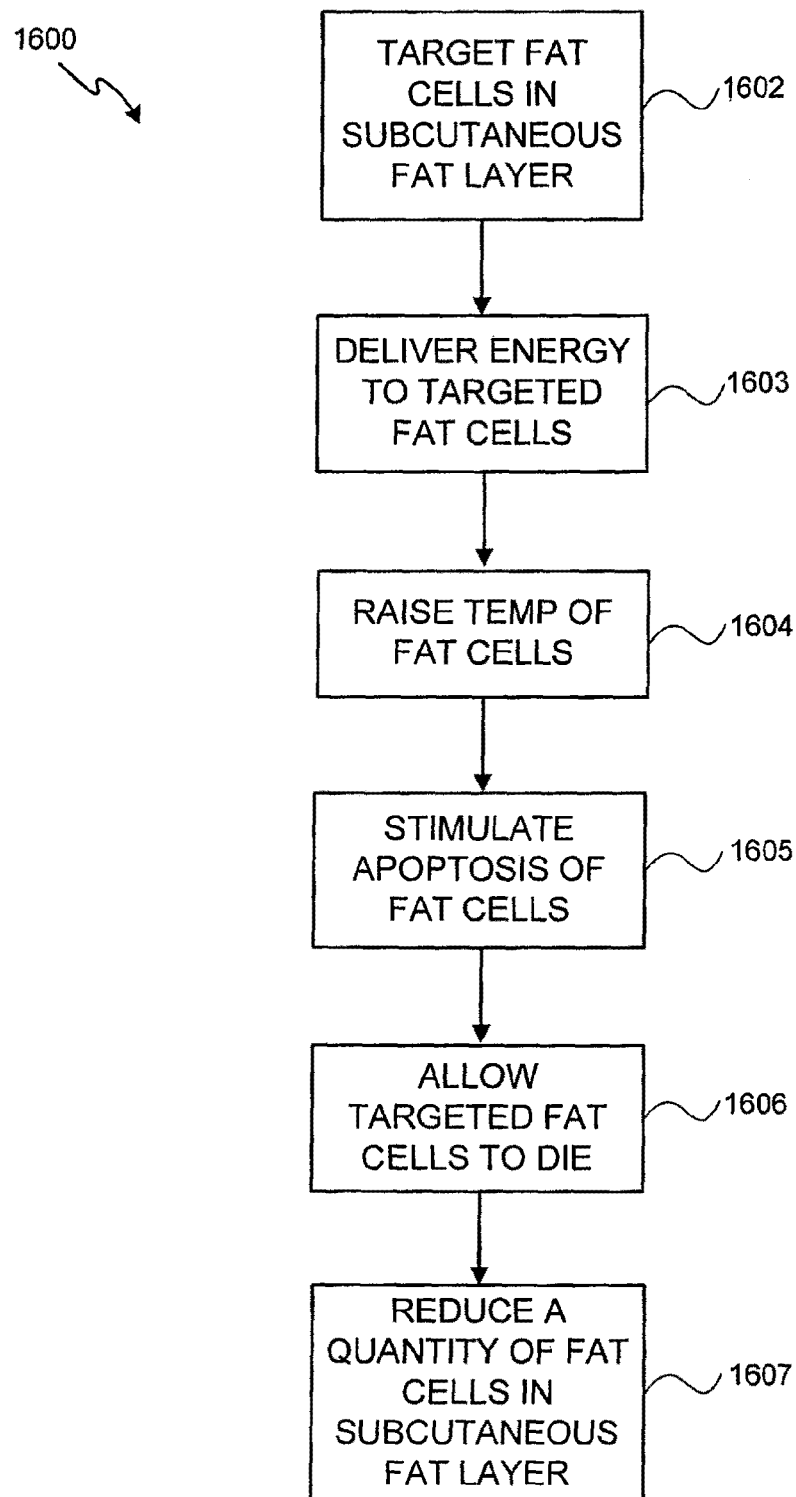 1600
TARGET FAT
CELLS IN
SUBCUTANEOUS
FAT LAYER
1602
DELIVER ENERGY
TO TARGETED
FAT CELLS
1603
RAISE TEMP OF
FAT CELLS
1604
STIMULATE
APOPTOSIS OF
FAT CELLS
1605
ALLOW
TARGETED FAT
CELLS TO DIE
1606
REDUCE A
QUANTITY OF FAT
CELLS IN
SUBCUTANEOUS
FAT LAYER
1607